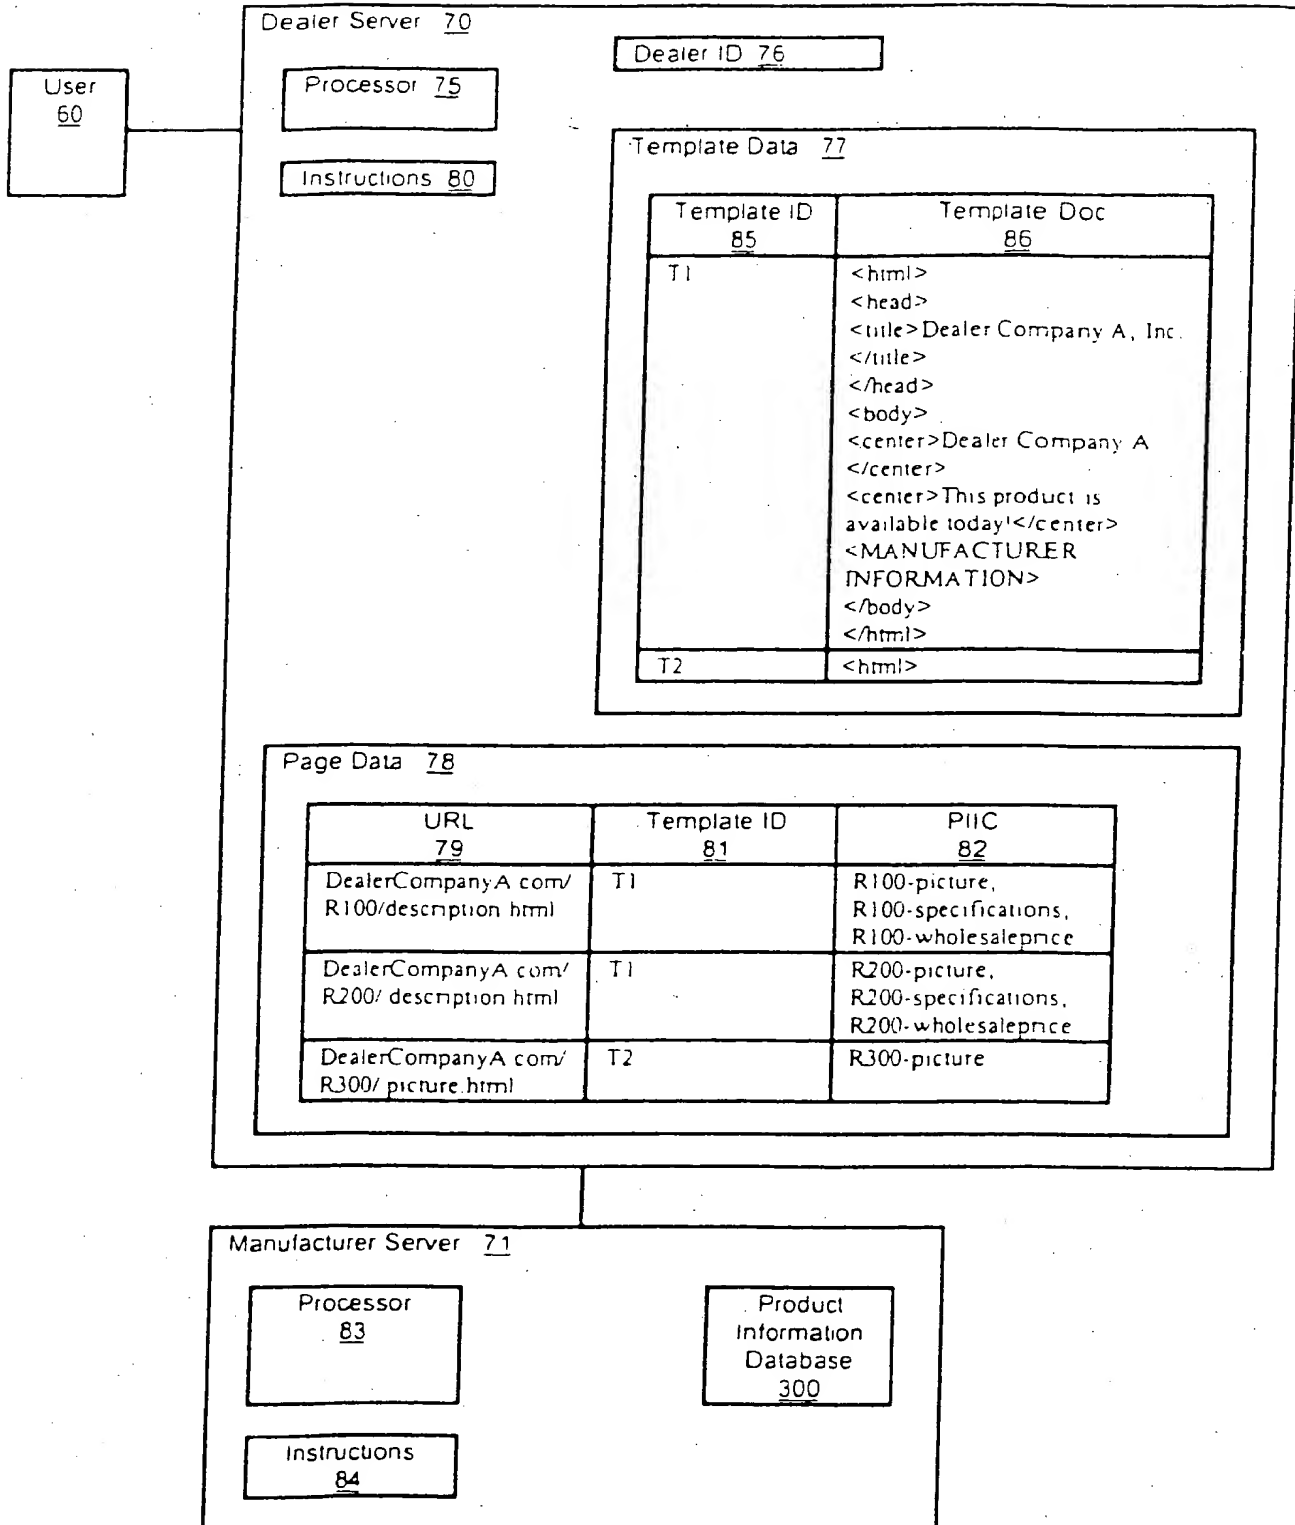 Dealer Server 70
Dealer ID 76
User
60
Processor 75
Instructions 80
Template Data 77
Template ID
85
Template Doc
86
T1
<html>
<head>
<title>Dealer Company A, Inc.
</title>
</head>
<body>
<center>Dealer Company A
</center>
<center>This product is
available today!</center>
<MANUFACTURER
INFORMATION>
</body>
</html>
T2
<html>
Page Data 78
URL
79
Template ID
81
PIIC
82
DealerCompanyA com/
R100/description html
T1
R100-picture,
R100-specifications,
R100-wholesaleprice
DealerCompanyA com/
R200/ description html
T1
R200-picture,
R200-specifications,
R200-wholesaleprice
DealerCompanyA com/
R300/ picture.html
T2
R300-picture
Manufacturer Server 71
Processor
83
Product
Information
Database
300
Instructions
84